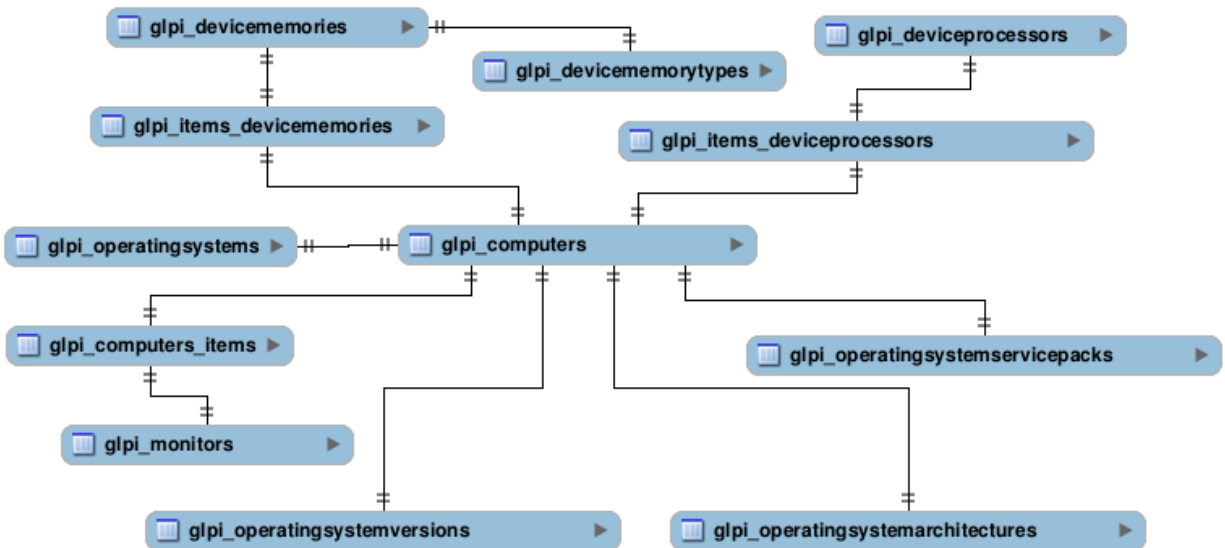 glpi_devicememories
glpi_deviceprocessors
glpi_devicememorytypes
glpi_items_devicememories
glpi_items_deviceprocessors
glpi_operatingsystems
glpi_computers
glpi_computers_items
glpi_operatingsystemservicepacks
glpi_monitors
glpi_operatingsystemversions
glpi_operatingsystemarchitectures